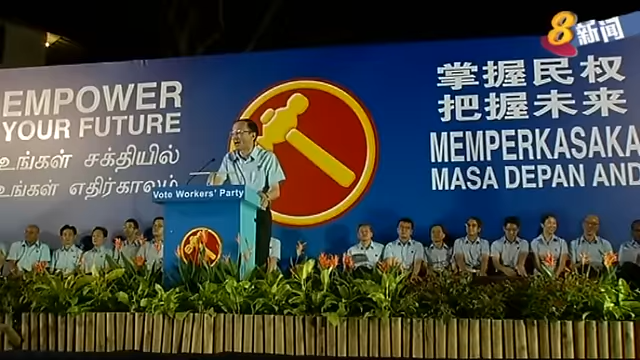 8 新闻
EMPOWER
YOUR FUTURE
உங்கள் சக்தியில்
உங்கள் எதிர்காலம்
掌握民权
把握未来
MEMPERKASAKA
MASA DEPAN AND
Vote Workers' Party